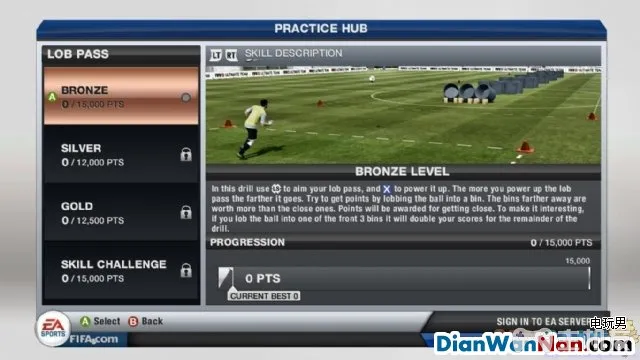 PRACTICE HUB
LOB PASS
LT RT SKILL DESCRIPTION
A BRONZE
0 / 15,000 PTS
SILVER
0 / 12,000 PTS
GOLD
0 / 12,500 PTS
SKILL CHALLENGE
0 / 15,000 PTS
BRONZE LEVEL
In this drill use LS to aim your lob pass, and X to power it up. The more you power up the lob
pass the farther it goes. Try to get points by lobbing the ball into a bin. The bins farther away are
worth more than the close ones. Points will be awarded for getting close. To make it interesting,
if you lob the ball into one of the front 3 bins it will double your scores for the remainder of the
drill.
PROGRESSION 0 / 15,000 PTS
15,000
0 PTS
CURRENT BEST 0
A Select B Back
EA SPORTS
FIFA.com
SIGN IN TO EA SERVER
电玩男
DianWanNan.com